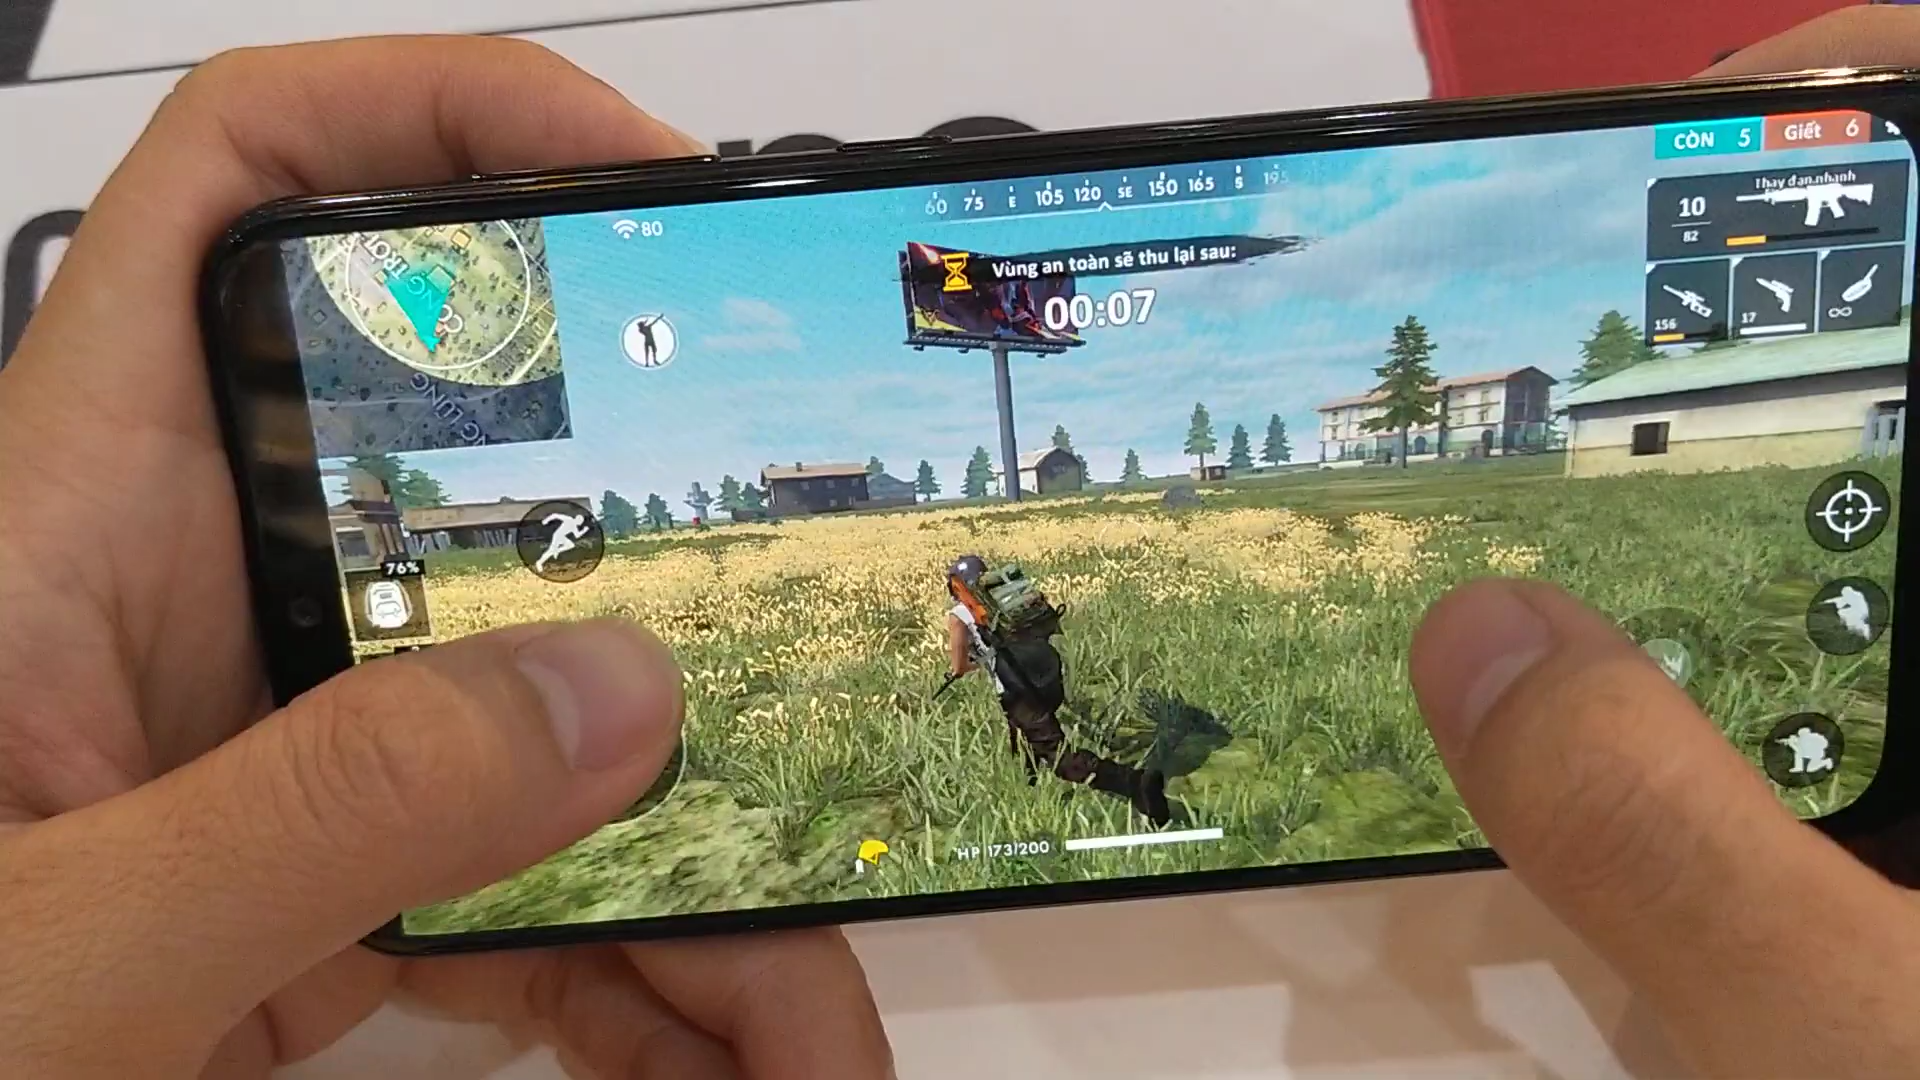 CÒN 5 Giết 6
60 75 E 105 120 SE 150 165 S 195
80
Thay đạn nhanh
10
82
Vùng an toàn sẽ thu lại sau:
00:07
156
17
∞
76%
HP 173/200